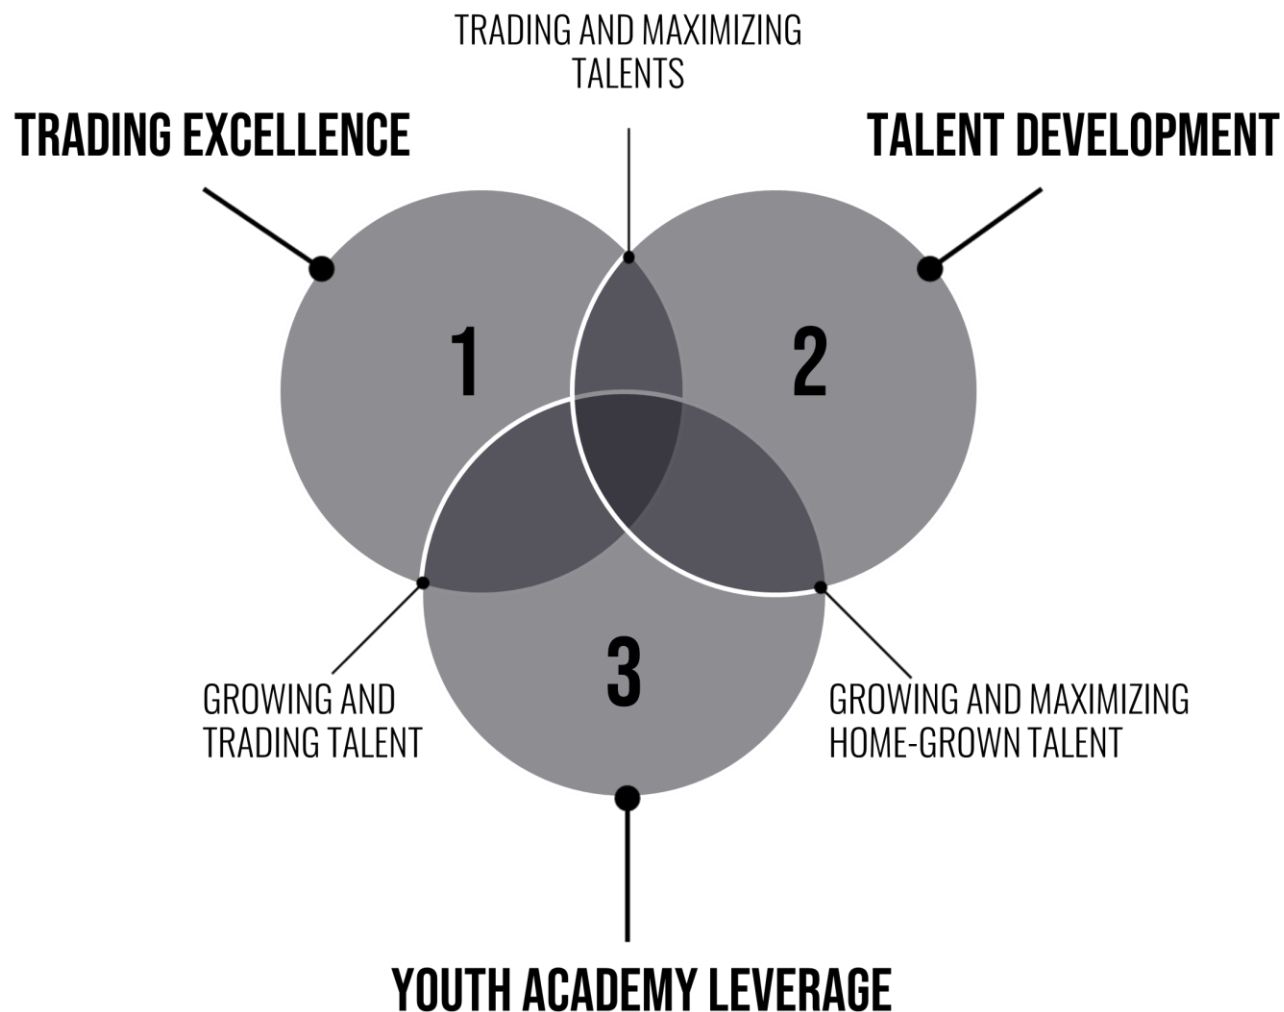 TRADING AND MAXIMIZING
TALENTS
TRADING EXCELLENCE
TALENT DEVELOPMENT
1
2
3
GROWING AND
TRADING TALENT
GROWING AND MAXIMIZING
HOME-GROWN TALENT
YOUTH ACADEMY LEVERAGE